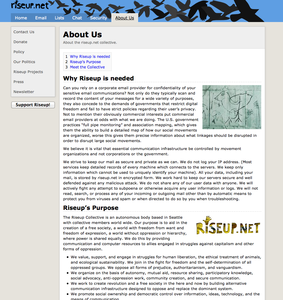 riseup.net
Home Email Lists Chat Security About Us
Contact Us
Donate
Policy
Our Politics
Riseup Projects
Press
Newsletter
Support Riseup!
About Us
About the riseup.net collective.
1 Why Riseup is needed
2 Riseup's Purpose
3 Meet the Collective
Why Riseup is needed
Can you rely on a corporate email provider for confidentiality of your
sensitive email communications? Not only do they typically scan and
record the content of your messages for a wide variety of purposes,
they also concede to the demands of governments that restrict digital
freedom and fail to have strict policies regarding their user's privacy.
Not to mention their obviously commercial interests put commercial
email providers at odds with what we are doing. The U.S. government
practices "full pipe monitoring" and association mapping, which gives
them the ability to build a detailed map of how our social movements
are organized, worse this gives them precise information about what linkages should be disrupted in
order to disrupt large social movements.
We believe it is vital that essential communication infrastructure be controlled by movement
organizations and not corporations or the government.
We strive to keep our mail as secure and private as we can. We do not log your IP address. (Most
services keep detailed records of every machine which connects to the servers. We keep only
information which cannot be used to uniquely identify your machine). All your data, including your
mail, is stored by riseup.net in encrypted form. We work hard to keep our servers secure and well
defended against any malicious attack. We do not share any of our user data with anyone. We will
actively fight any attempt to subpoena or otherwise acquire any user information or logs. We will not
read, search, or process any of your incoming or outgoing mail other than by automatic means to
protect you from viruses and spam or when directed to do so by you when troubleshooting.
Riseup's Purpose
The Riseup Collective is an autonomous body based in Seattle
with collective members world wide. Our purpose is to aid in the
creation of a free society, a world with freedom from want and
freedom of expression, a world without oppression or hierarchy,
where power is shared equally. We do this by providing
communication and computer resources to allies engaged in struggles against capitalism and other
forms of oppression.
RISEUP.NET
• We value, support, and engage in struggles for human liberation, the ethical treatment of animals,
and ecological sustainability. We join in the fight for freedom and the self-determination of all
oppressed groups. We oppose all forms of prejudice, authoritarianism, and vanguardism.
• We organize on the basis of autonomy, mutual aid, resource sharing, participatory knowledge,
social advocacy, anti-oppression work, community creation, and secure communication.
• We work to create revolution and a free society in the here and now by building alternative
communication infrastructure designed to oppose and replace the dominant system.
• We promote social ownership and democratic control over information, ideas, technology, and the
means of communication.